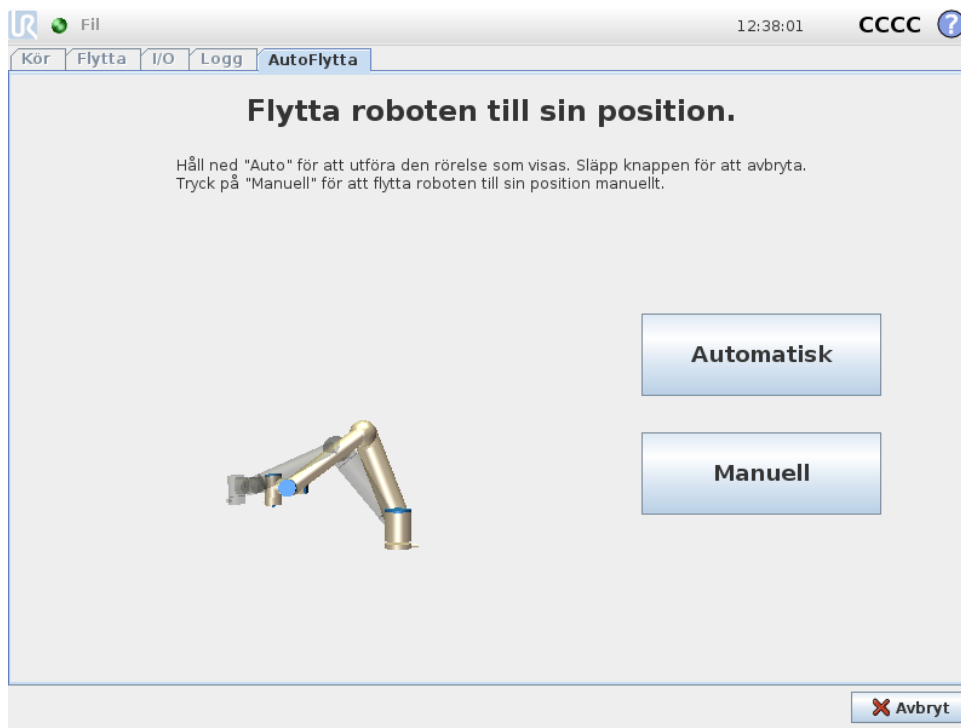 UR Fil 12:38:01 CCCC ?
Kör Flytta I/O Logg AutoFlytta
Flytta roboten till sin position.
Håll ned "Auto" för att utföra den rörelse som visas. Släpp knappen för att avbryta.
Tryck på "Manuell" för att flytta roboten till sin position manuellt.
Automatisk
Manuell
Avbryt